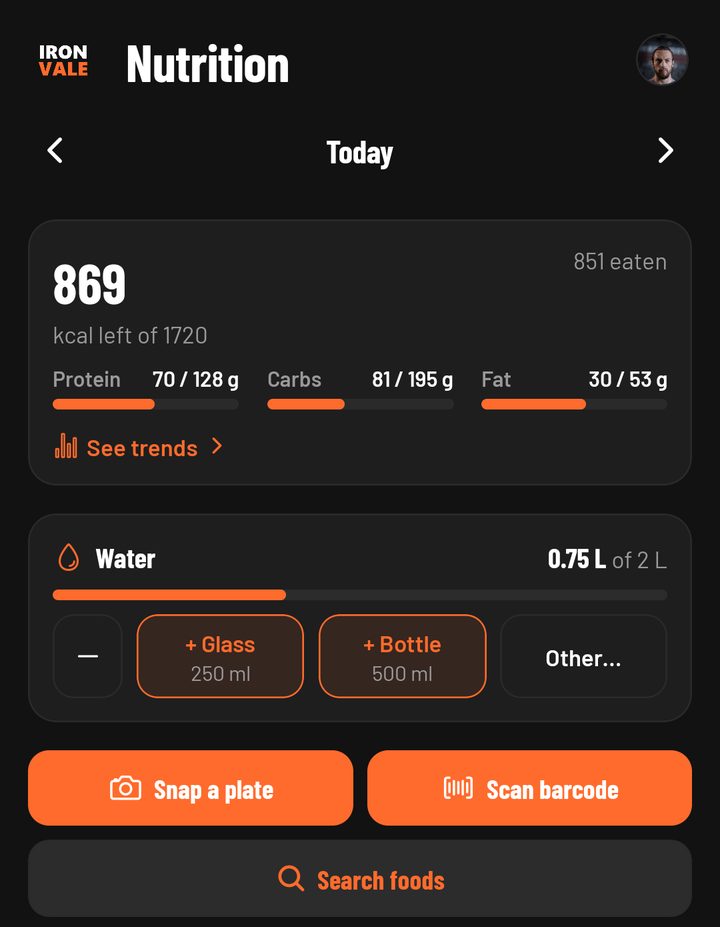 IRON
VALE
Nutrition
Today
869
851 eaten
kcal left of 1720
Protein 70 / 128 g
Carbs 81 / 195 g
Fat 30 / 53 g
See trends
Water
0.75 L of 2 L
+ Glass
250 ml
+ Bottle
500 ml
Other...
Snap a plate
Scan barcode
Search foods